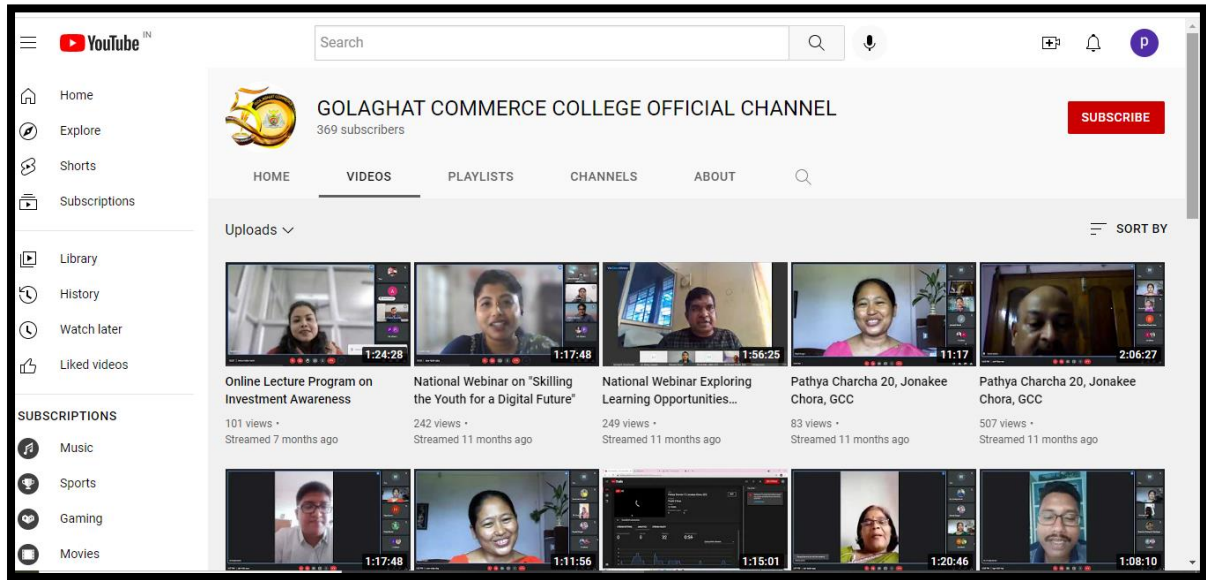 YouTube IN
Search
P
Home
Explore
Shorts
Subscriptions
Library
History
Watch later
Liked videos
SUBSCRIPTIONS
Music
Sports
Gaming
Movies
GOLAGHAT COMMERCE COLLEGE OFFICIAL CHANNEL
369 subscribers
SUBSCRIBE
HOME VIDEOS PLAYLISTS CHANNELS ABOUT
Uploads
SORT BY
1:24:28
Online Lecture Program on
Investment Awareness
101 views •
Streamed 7 months ago
1:17:48
National Webinar on "Skilling
the Youth for a Digital Future"
242 views •
Streamed 11 months ago
1:56:25
National Webinar Exploring
Learning Opportunities...
249 views •
Streamed 11 months ago
11:17
Pathya Charcha 20, Jonakee
Chora, GCC
83 views •
Streamed 11 months ago
2:06:27
Pathya Charcha 20, Jonakee
Chora, GCC
507 views •
Streamed 11 months ago
1:17:48
1:11:56
1:15:01
1:20:46
1:08:10